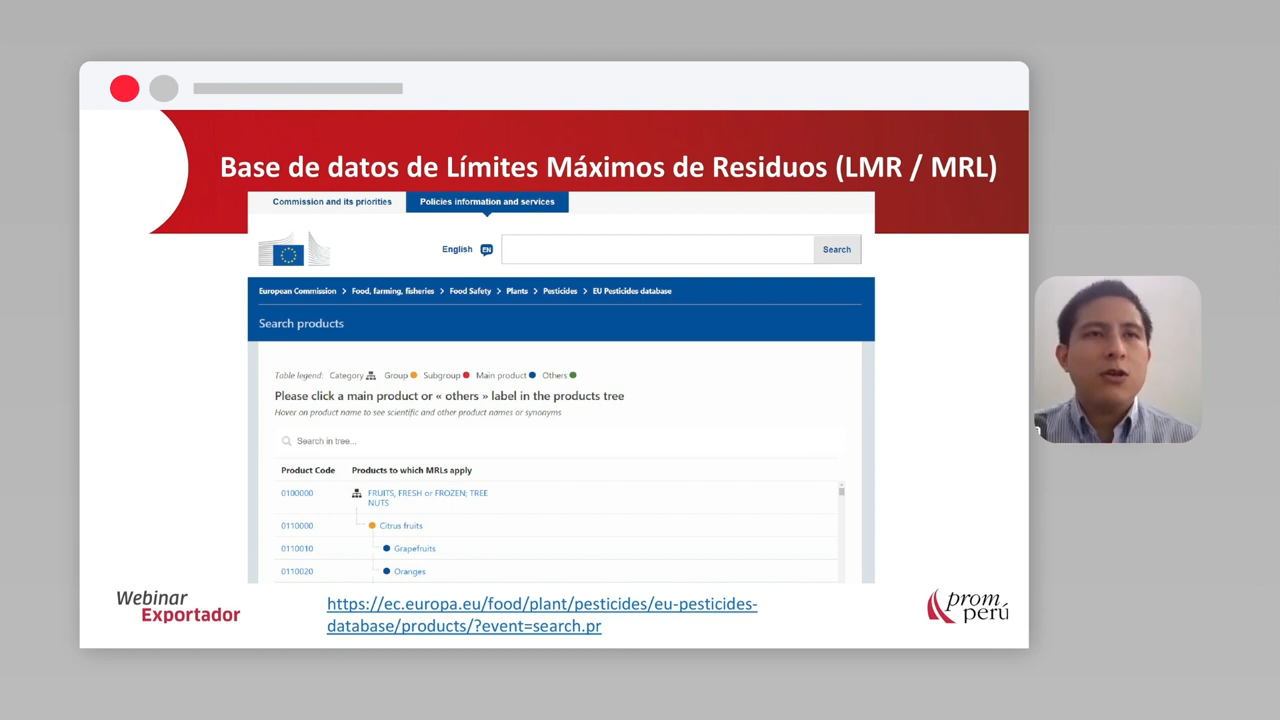 Base de datos de Límites Máximos de Residuos (LMR / MRL)
Commission and its priorities
Policies information and services
English EN
Search
European Commission > Food, farming, fisheries > Food Safety > Plants > Pesticides > EU Pesticides database
Search products
Table legend: Category Group Subgroup Main product Others
Please click a main product or « others » label in the products tree
Hover on product name to see scientific and other product names or synonyms
Search in tree...
Product Code Products to which MRLs apply
0100000 FRUITS, FRESH or FROZEN; TREE
NUTS
0110000 Citrus fruits
0110010 Grapefruits
0110020 Oranges
Webinar
Exportador
https://ec.europa.eu/food/plant/pesticides/eu-pesticides-
database/products/?event=search.pr
prom
perú